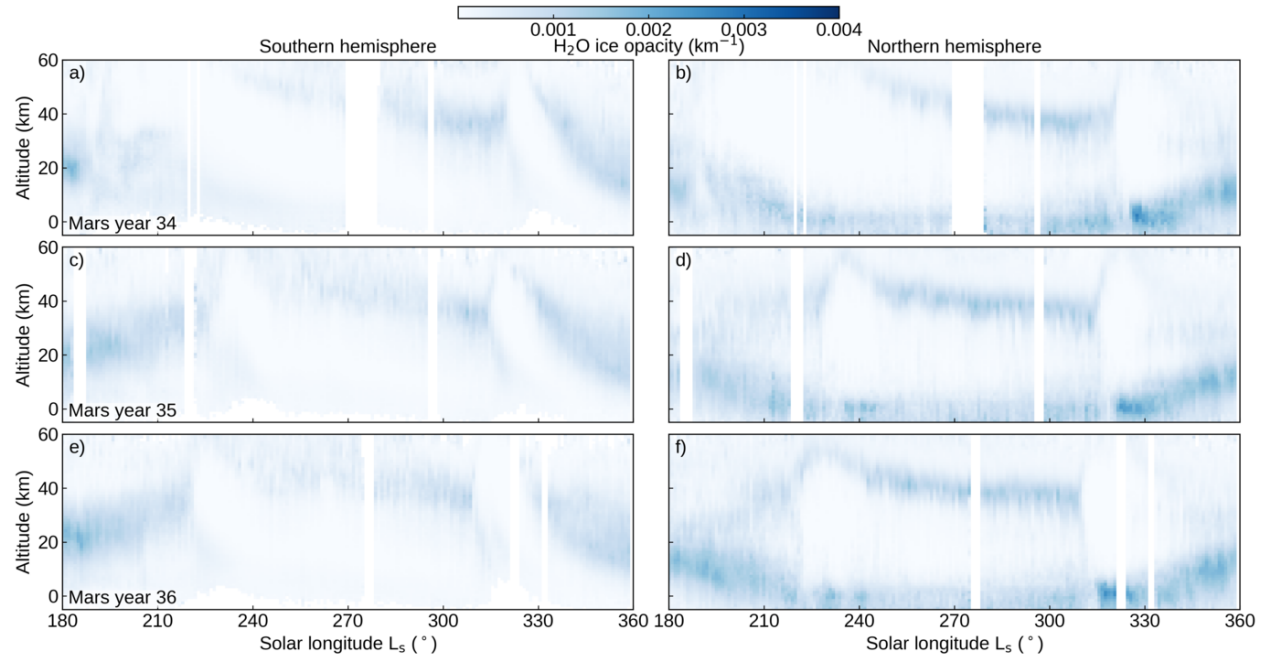 0.001 0.002 0.003 0.004
Southern hemisphere H₂O ice opacity (km⁻¹) Northern hemisphere
60 a) b)
40
20
0 Mars year 34
Altitude (km)
60 c) d)
40
20
0 Mars year 35
Altitude (km)
60 e) f)
40
20
0 Mars year 36
Altitude (km)
180 210 240 270 300 330 360 180 210 240 270 300 330 360
Solar longitude Lₛ (°) Solar longitude Lₛ (°)